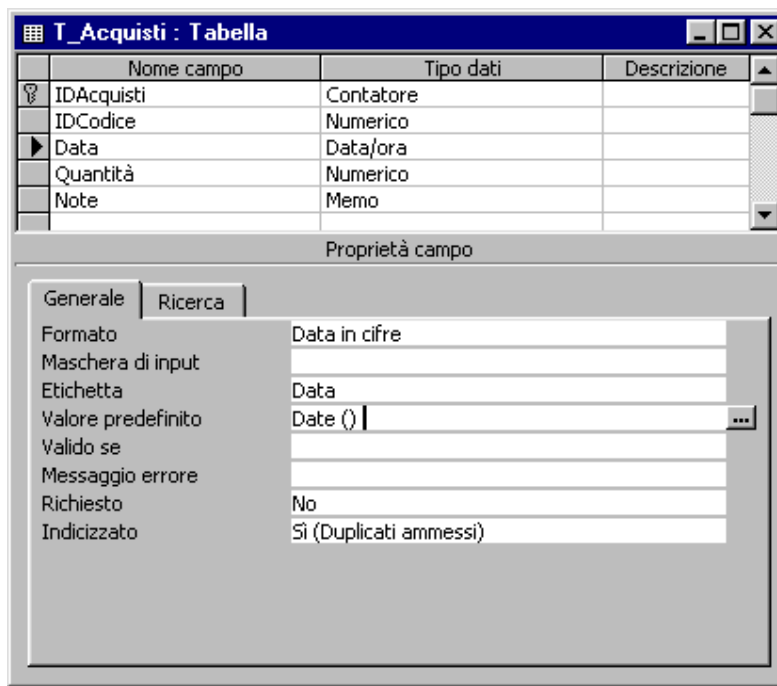 T_Acquisti : Tabella
Nome campo Tipo dati Descrizione
IDAcquisti Contatore
IDCodice Numerico
Data Data/ora
Quantità Numerico
Note Memo
Proprietà campo
Generale Ricerca
Formato Data in cifre
Maschera di input
Etichetta Data
Valore predefinito Date () ...
Valido se
Messaggio errore
Richiesto No
Indicizzato Sì (Duplicati ammessi)